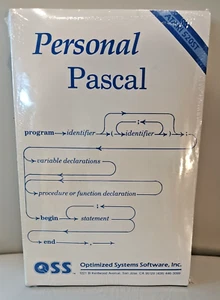 Personal
Pascal
program identifier ( identifier ) ;
,
variable declarations
procedure or function declaration
;
begin statement
end .
OSS Optimized Systems Software, Inc.